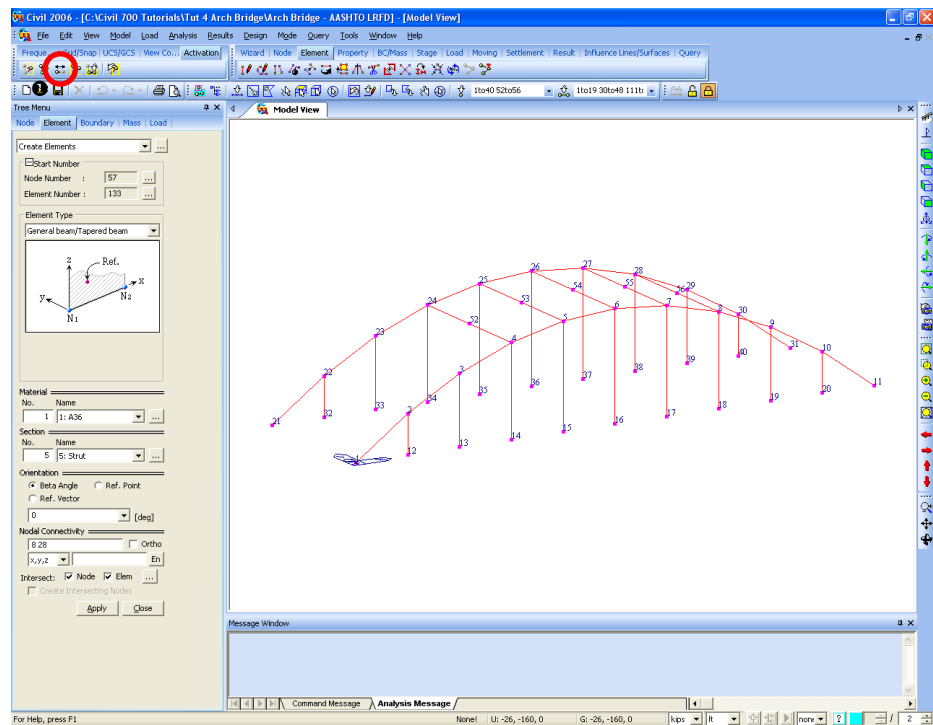 Civil 2006 - [C:\Civil 700 Tutorials\Tut 4 Arch Bridge\Arch Bridge - AASHTO LRFD] - [Model View]
File Edit View Model Load Analysis Results Design Mode Query Tools Window Help
Freque... Grid/Snap UCS/GCS View Co... Activation Wizard Node Element Property BC/Mass Stage Load Moving Settlement Result Influence Lines/Surfaces Query
1
1to40 52to56
1to19 30to48 111t
Tree Menu
Model View
Node Element Boundary Mass Load
Create Elements
Start Number
Node Number : 57
Element Number : 133
Element Type
General beam/Tapered beam
z
Ref.
x
y
N2
N1
Material
No. Name
1 1: A36
Section
No. Name
5 5: Strut
Orientation
Beta Angle Ref. Point
Ref. Vector
0 [deg]
Nodal Connectivity
8 28 Ortho
x,y,z En
Intersect: Node Elem
Create Intersecting Nodes
Apply Close
26 27 28
25 54 55 56 29
24 53 6 7 8 30
23 52 5 9 31
4 10
22 3 35 36 37 38 39 40 11
21 32 33 34 2 20
1 12 13 14 15 16 17 18 19
Message Window
Command Message Analysis Message
For Help, press F1
None! U: -26, -160, 0 G: -26, -160, 0 kips ft non ? / 2